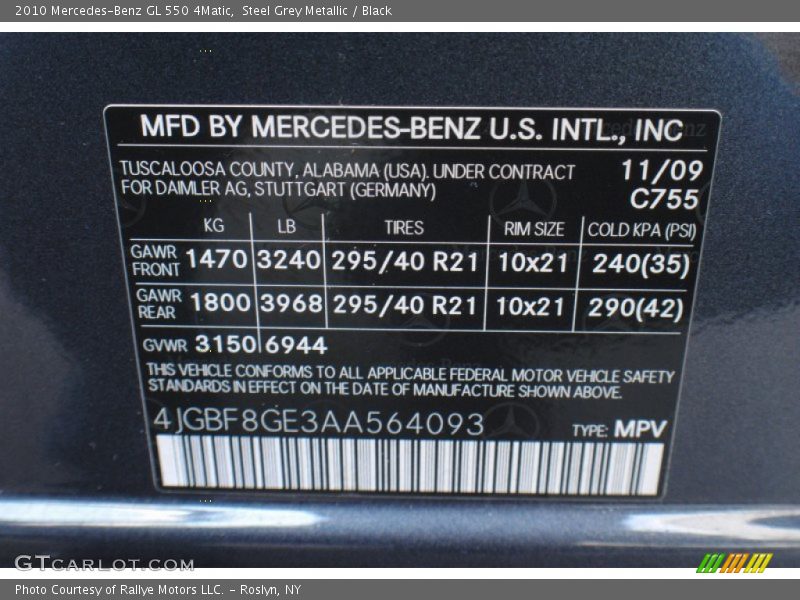 2010 Mercedes-Benz GL 550 4Matic,  Steel Grey Metallic / Black
MFD BY MERCEDES-BENZ U.S. INTL., INC
TUSCALOOSA COUNTY, ALABAMA (USA). UNDER CONTRACT 11/09
FOR DAIMLER AG, STUTTGART (GERMANY) C755
KG LB TIRES RIM SIZE COLD KPA (PSI)
GAWR FRONT 1470 3240 295/40 R21 10x21 240(35)
GAWR REAR 1800 3968 295/40 R21 10x21 290(42)
GVWR 3150 6944
THIS VEHICLE CONFORMS TO ALL APPLICABLE FEDERAL MOTOR VEHICLE SAFETY
STANDARDS IN EFFECT ON THE DATE OF MANUFACTURE SHOWN ABOVE.
4JGBF8GE3AA564093 TYPE: MPV
GTCARLOT.COM
Photo Courtesy of Rallye Motors LLC. - Roslyn, NY